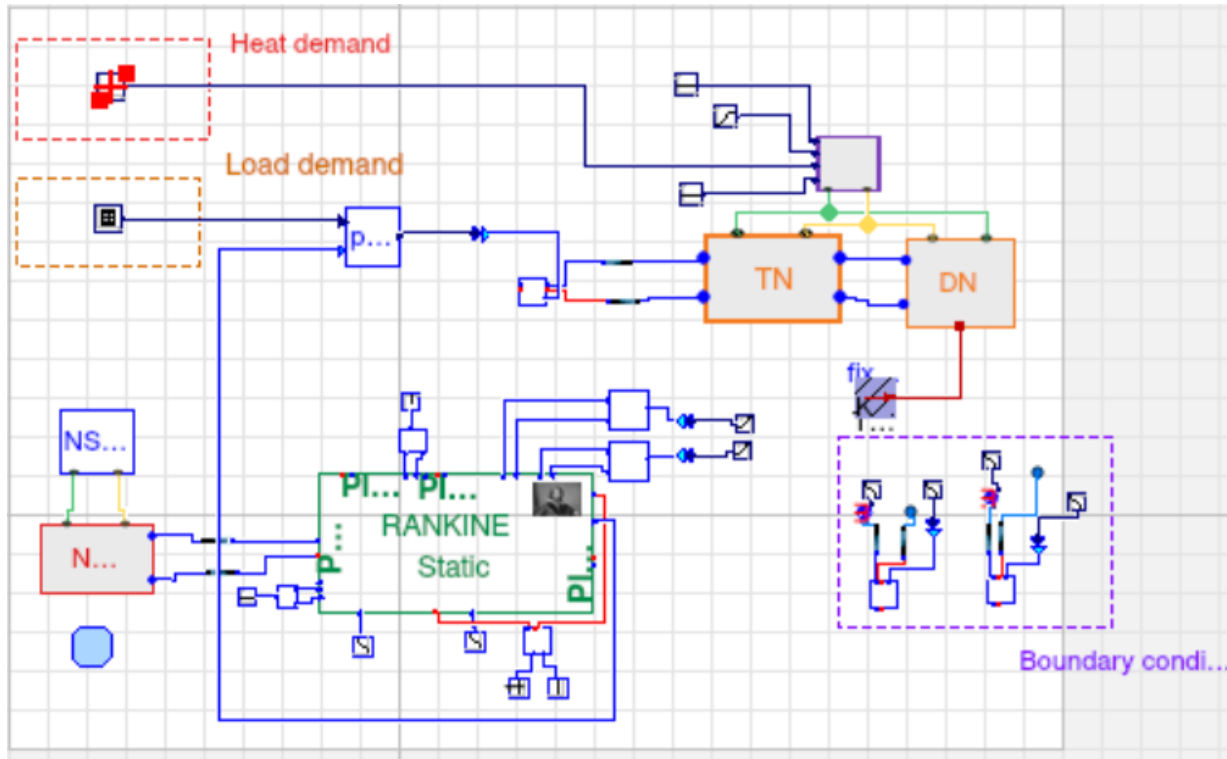 Heat demand
Load demand
p...
TN
DN
fix...
K
T...
NS...
PI...
PI...
RANKINE
Static
P...
PI...
N...
Boundary condi...